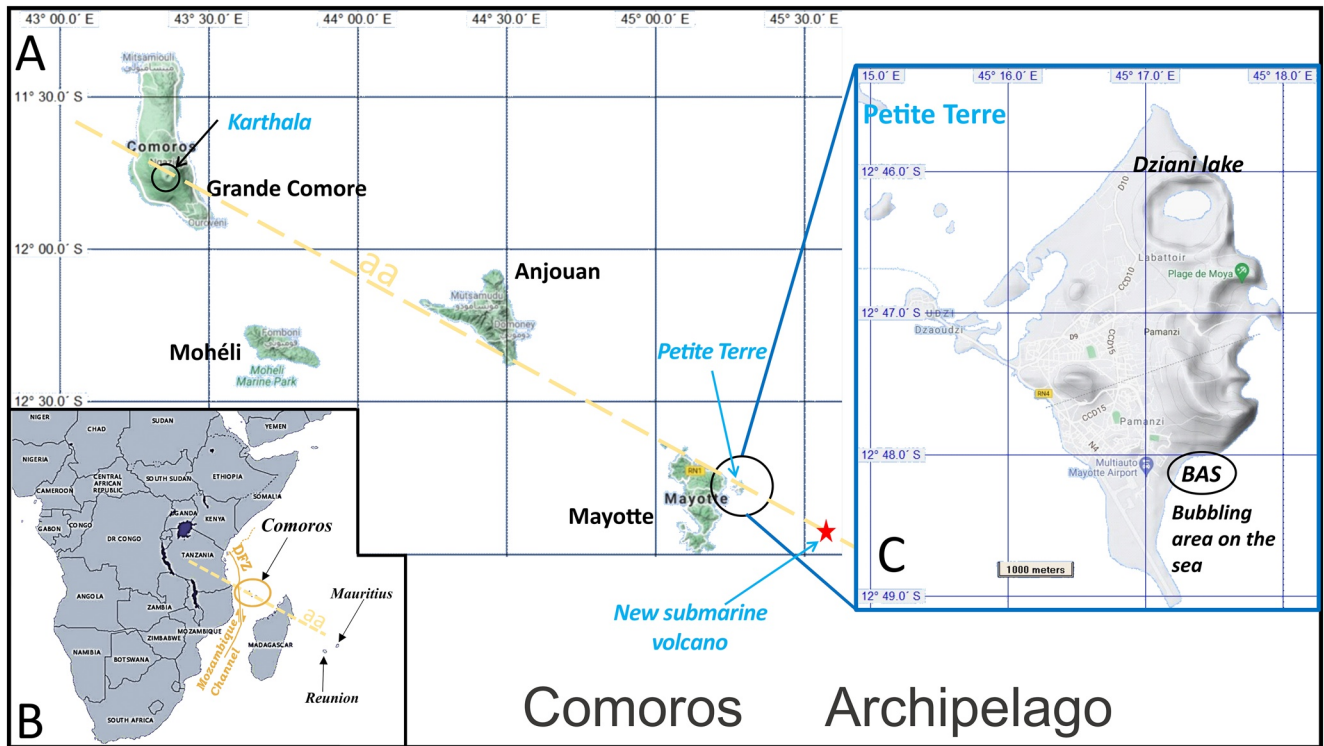 43° 00.0´ E
43° 30.0´ E
44° 00.0´ E
44° 30.0´ E
45° 00.0´ E
45° 30.0´ E
A
Mitsamiouli
11° 30.0´ S
Karthala
Comoros
Grande Comore
Ouroveni
12° 00.0´ S
aa
Anjouan
Mutsamudu
Domoney
Fomboni
Mohéli
Moheli
Marine Park
Petite Terre
12° 30.0´ S
RN1
Mayotte
Mayotte
New submarine
volcano
Comoros Archipelago
15.0´ E
45° 16.0´ E
45° 17.0´ E
45° 18.0´ E
Petite Terre
Dziani lake
12° 46.0´ S
D10
Labattoir
Plage de Moya
CCD10
12° 47.0´ S
UDZI
Dzaoudzi
D9
CCD15
Pamanzi
RN4
CCD15
Pamanzi
N4
12° 48.0´ S
Multiauto
Mayotte Airport
BAS
Bubbling
area on the
sea
C
1000 meters
12° 49.0´ S
NIGER
CHAD
SUDAN
YEMEN
NIGERIA
CENTRAL
AFRICAN
REPUBLIC
SOUTH SUDAN
ETHIOPIA
CAMEROON
SOMALIA
UGANDA
KENYA
GABON
CONGO
DR CONGO
Comoros
TANZANIA
DFZ
ANGOLA
ZAMBIA
Mauritius
aa
MOZAMBIQUE
ZIMBABWE
Mozambique
Channel
MADAGASCAR
NAMIBIA
BOTSWANA
Reunion
SOUTH AFRICA
B